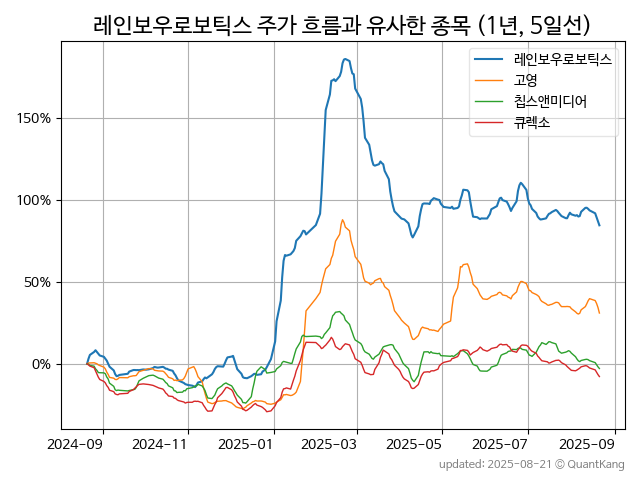 레인보우로보틱스 주가 흐름과 유사한 종목 (1년, 5일선)
레인보우로보틱스
고영
칩스앤미디어
큐렉소
150%
100%
50%
0%
2024-09 2024-11 2025-01 2025-03 2025-05 2025-07 2025-09
updated: 2025-08-21 © QuantKang